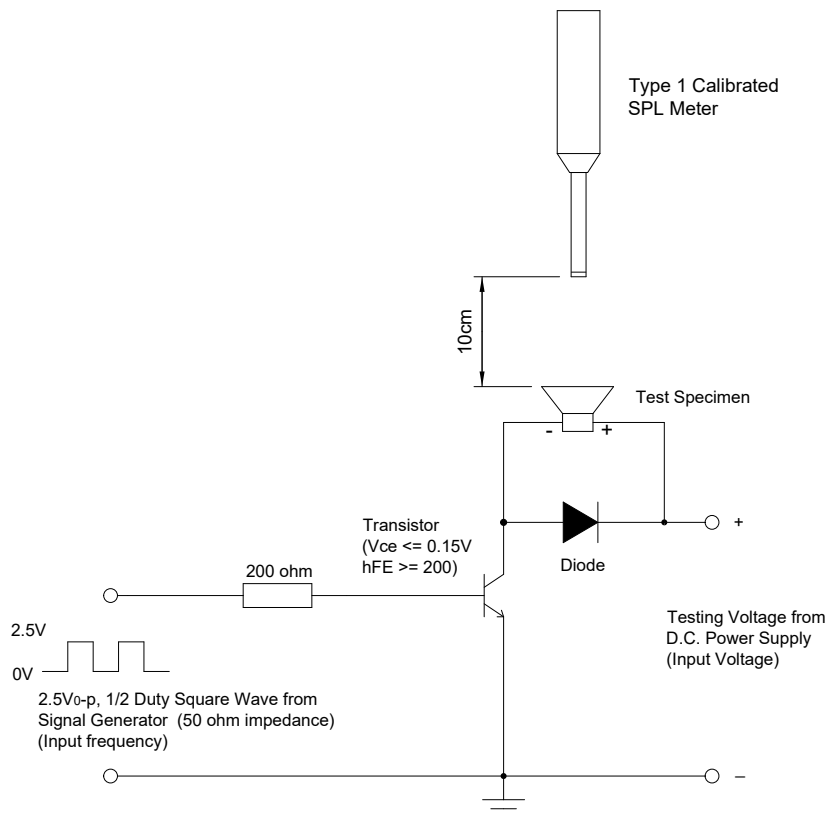 Type 1 Calibrated
SPL Meter
10cm
Test Specimen
- +
Transistor
(Vce <= 0.15V
hFE >= 200)
+
Diode
200 ohm
2.5V
0V
Testing Voltage from
D.C. Power Supply
(Input Voltage)
2.5V0-p, 1/2 Duty Square Wave from
Signal Generator (50 ohm impedance)
(Input frequency)
–